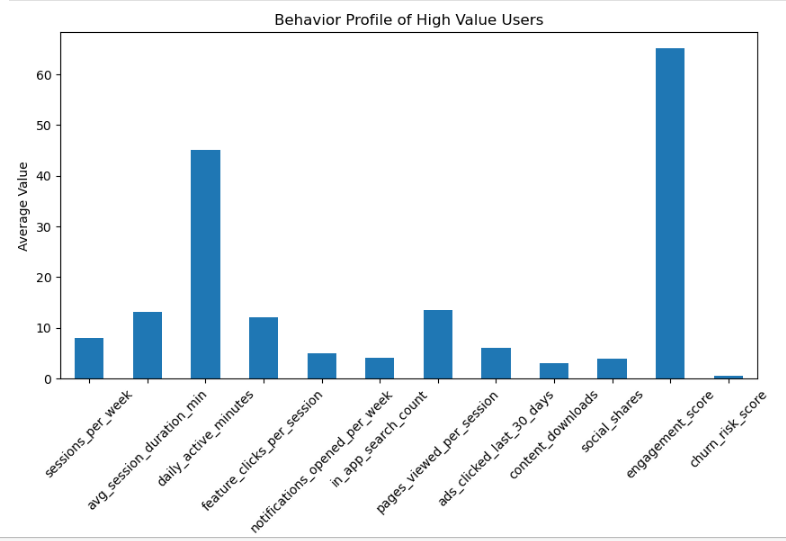 Behavior Profile of High Value Users
Average Value
60
50
40
30
20
10
0
sessions_per_week
avg_session_duration_min
daily_active_minutes
feature_clicks_per_session
notifications_opened_per_week
in_app_search_count
pages_viewed_per_session
ads_clicked_last_30_days
content_downloads
social_shares
engagement_score
churn_risk_score